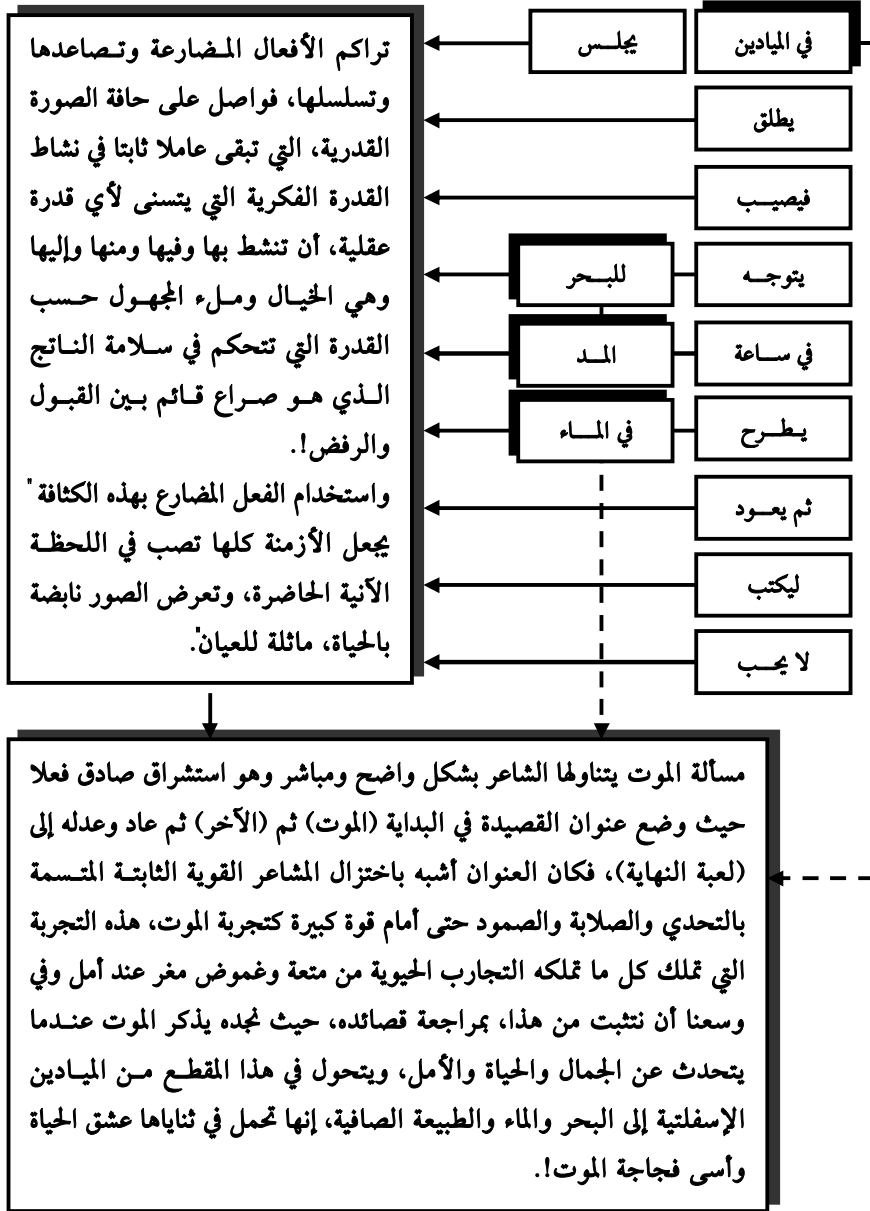 في الميادين
يجلس
يطلق
فيصيب
يتوجه
للبحر
في ساعة
المد
يطرح
في الماء
ثم يعود
ليكتب
لا يحب
تراكم الأفعال المضارعة وتصاعدها
وتسلسلها، فواصل على حافة الصورة
القدرية، التي تبقى عاملا ثابتا في نشاط
القدرة الفكرية التي يتسنى لأي قدرة
عقلية، أن تنشط بها وفيها ومنها وإليها
وهي الخيال وملء المجهول حسب
القدرة التي تتحكم في سلامة الناتج
الذي هو صراع قائم بين القبول
والرفض!.
واستخدام الفعل المضارع بهذه الكثافة "
يجعل الأزمنة كلها تصب في اللحظة
الآنية الحاضرة، وتعرض الصور نابضة
بالحياة، ماثلة للعيان".
مسألة الموت يتناولها الشاعر بشكل واضح ومباشر وهو استشراق صادق فعلا
حيث وضع عنوان القصيدة في البداية (الموت) ثم (الآخر) ثم عاد وعدله إلى
(لعبة النهاية)، فكان العنوان أشبه باختزال المشاعر القوية الثابتة المتسمة
بالتحدي والصلابة والصمود حتى أمام قوة كبيرة كتجربة الموت، هذه التجربة
التي تملك كل ما تملكه التجارب الحيوية من متعة وغموض مغر عند أمل وفي
وسعنا أن نتثبت من هذا، بمراجعة قصائده، حيث نجده يذكر الموت عندما
يتحدث عن الجمال والحياة والأمل، ويتحول في هذا المقطع من الميادين
الإسفلتية إلى البحر والماء والطبيعة الصافية، إنها تحمل في ثناياها عشق الحياة
وأسى فجاجة الموت!.